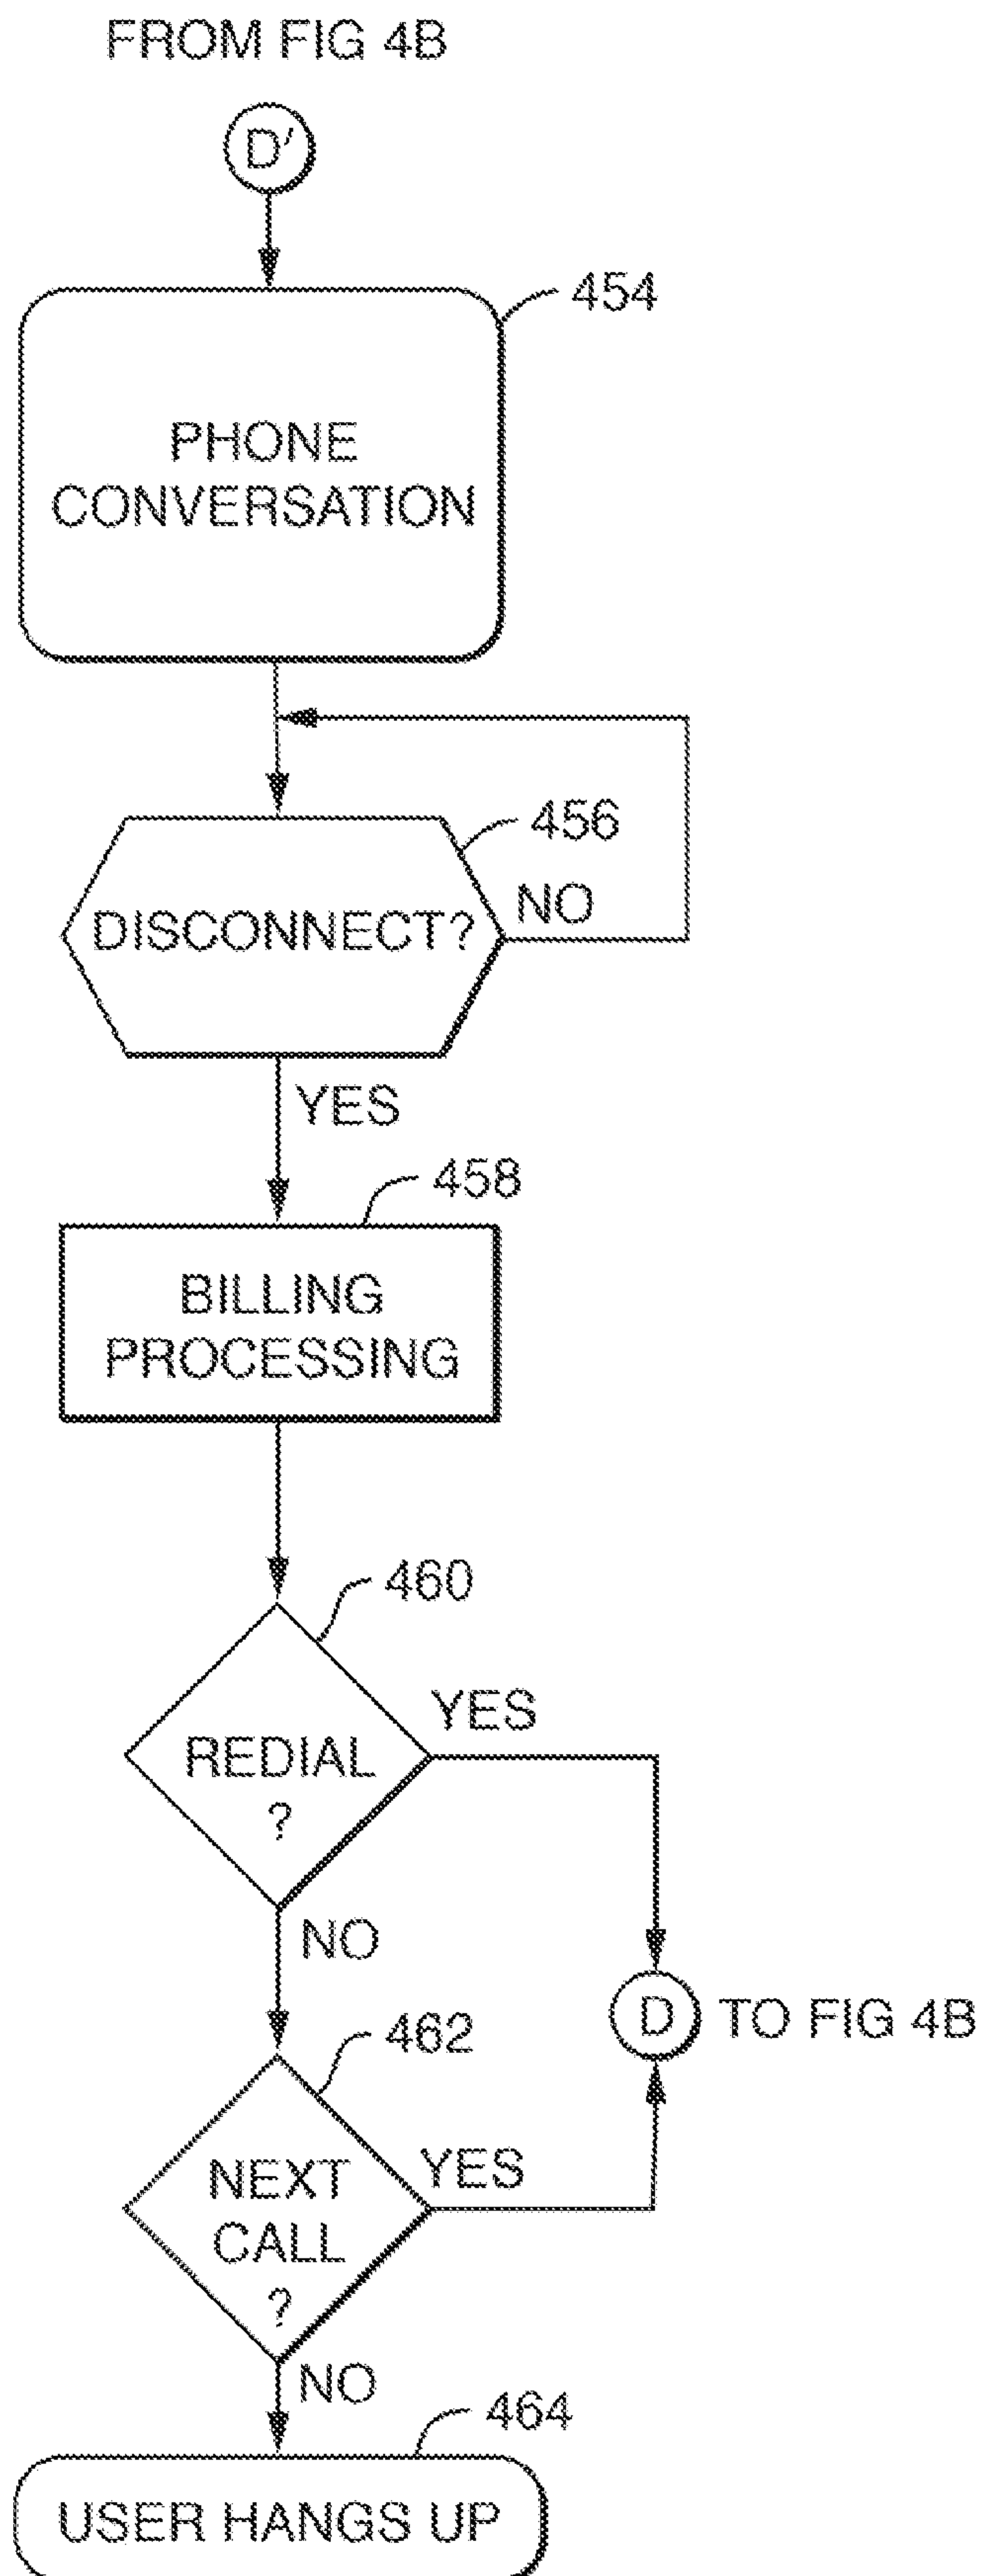 FROM FIG 4B
D'
454
PHONE
CONVERSATION
456
DISCONNECT?
NO
YES
458
BILLING
PROCESSING
460
REDIAL
?
YES
NO
D TO FIG 4B
462
NEXT
CALL
?
YES
NO
464
USER HANGS UP